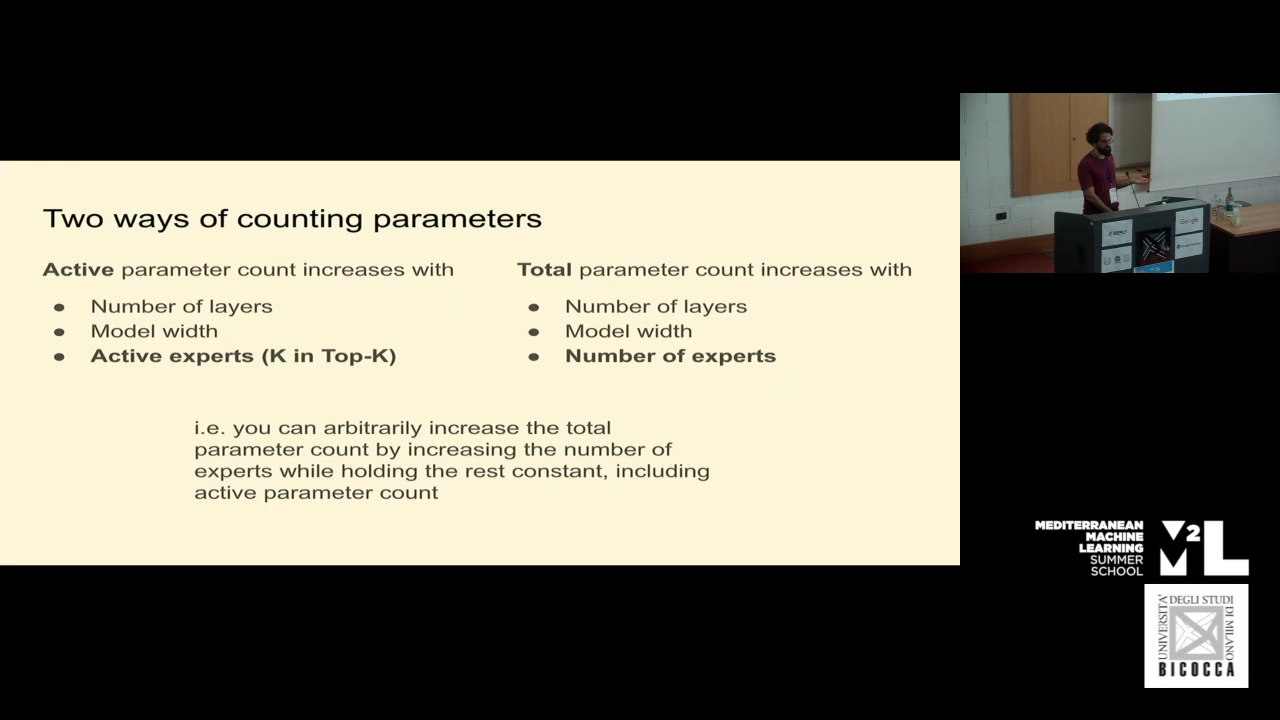 Two ways of counting parameters
Active parameter count increases with
● Number of layers
● Model width
● Active experts (K in Top-K)
Total parameter count increases with
● Number of layers
● Model width
● Number of experts
i.e. you can arbitrarily increase the total
parameter count by increasing the number of
experts while holding the rest constant, including
active parameter count
Google
MEDITERRANEAN
MACHINE
LEARNING
SUMMER
SCHOOL
M2L
UNIVERSITÀ
DEGLI STUDI
DI MILANO
BICOCCA